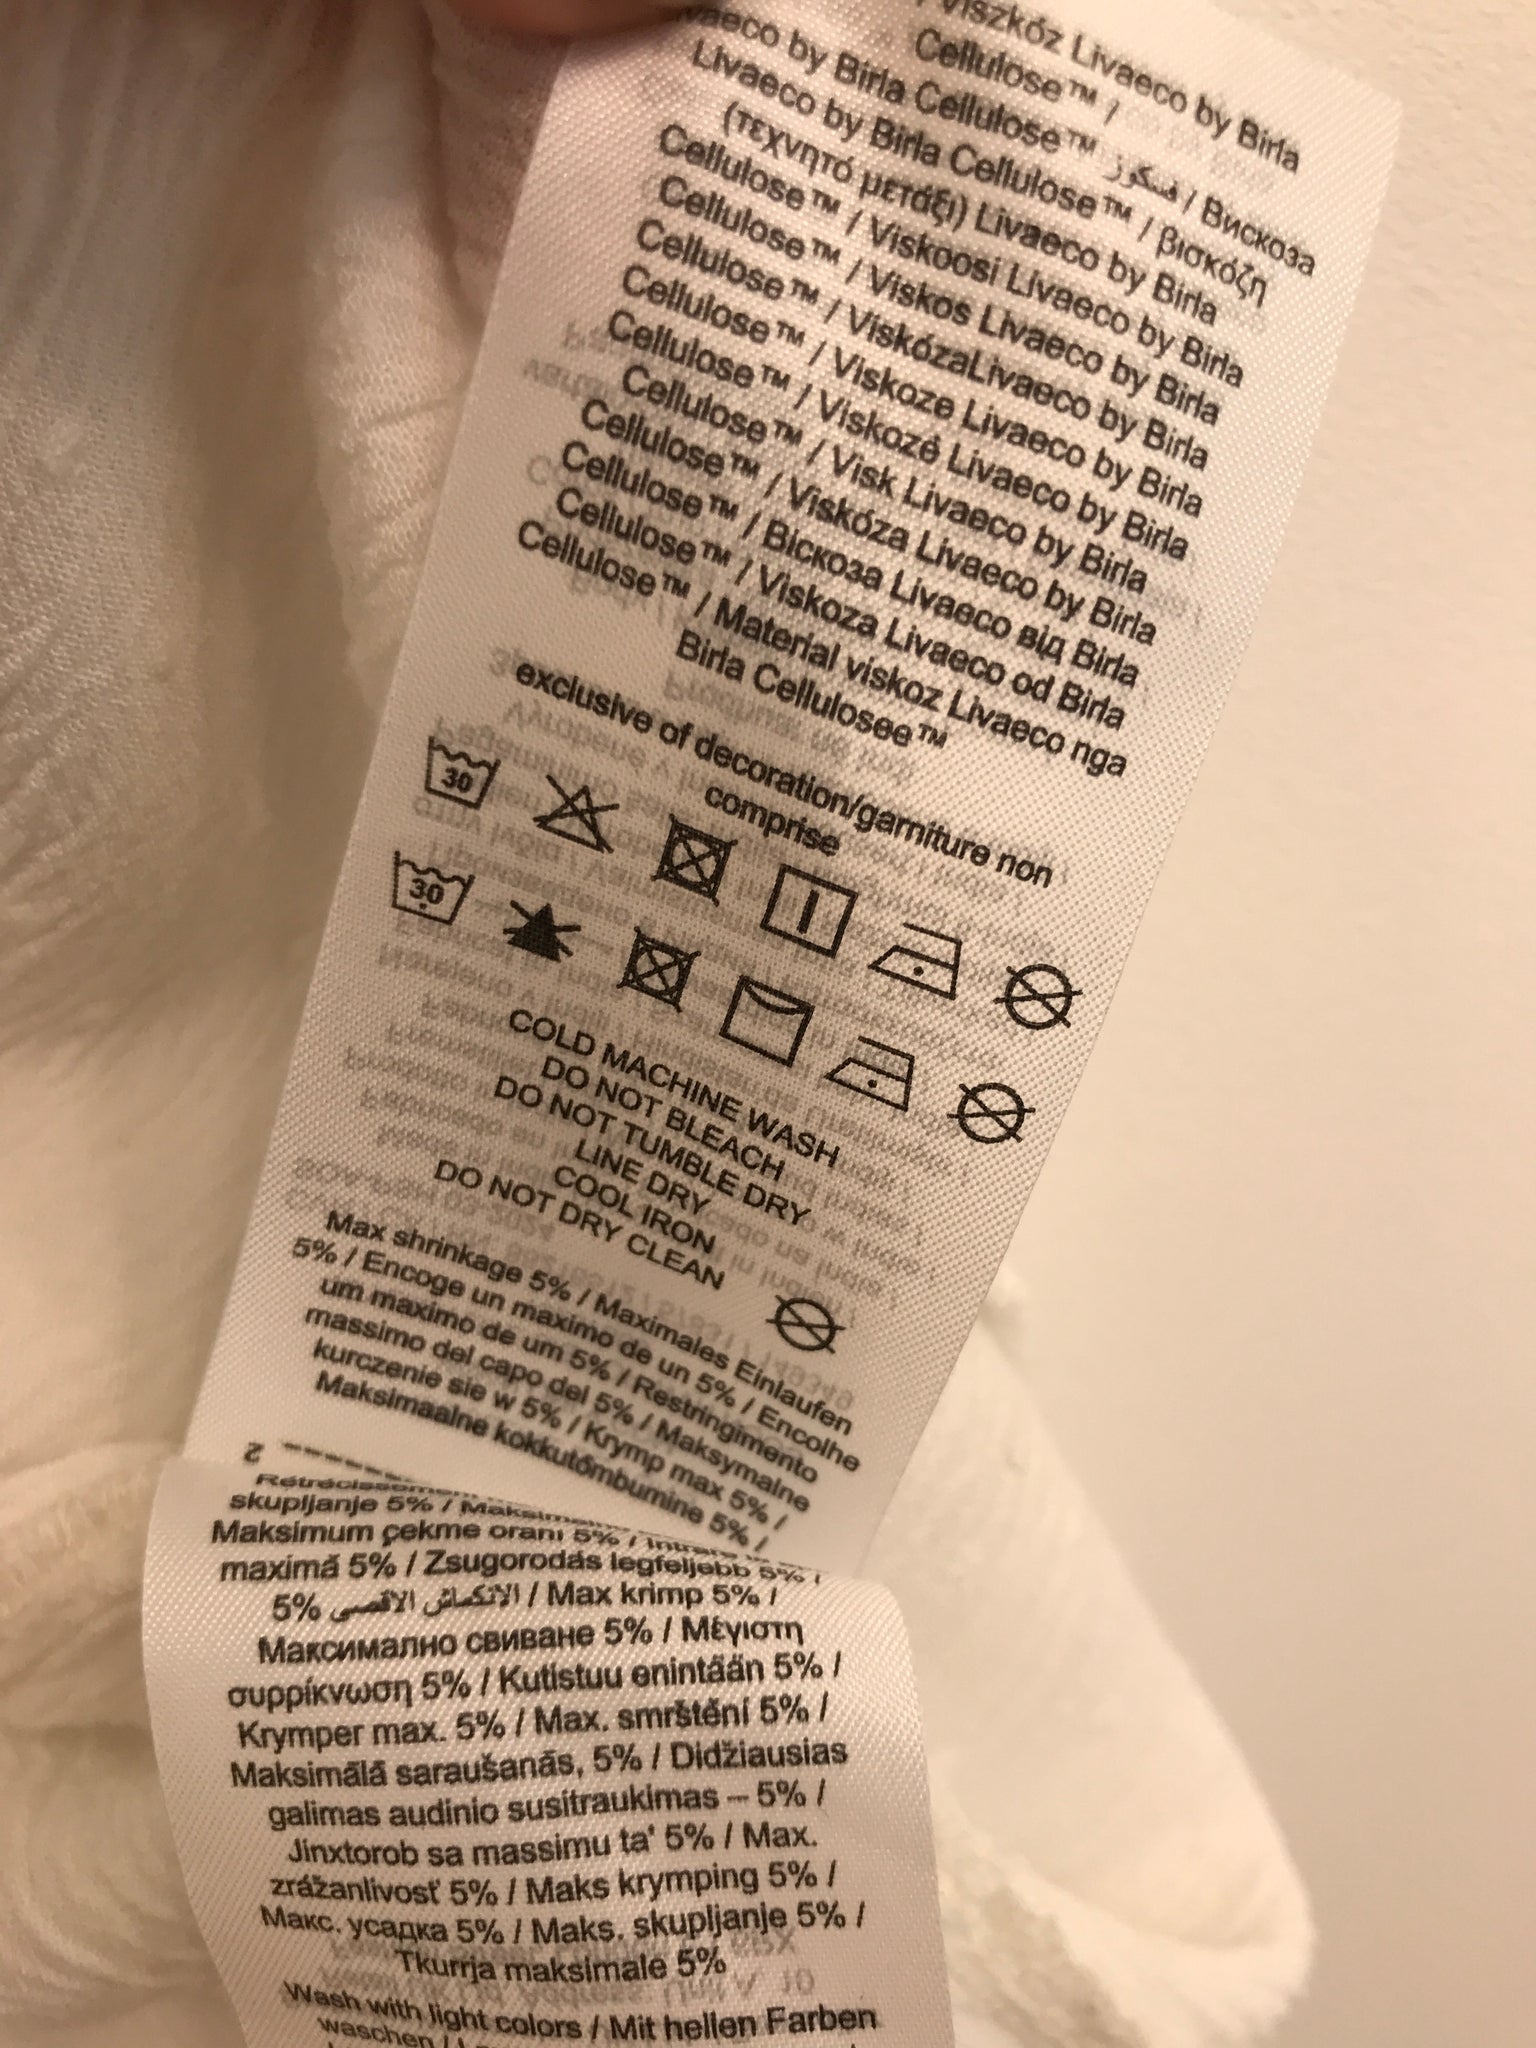 Viszkóz Livaeco by Birla
Cellulose™ /
by Birla Cellulose™ فسكوز / Вискоза
Livaeco by Birla Cellulose™ / βισκόζη
(τεχνητό μετάξι) Livaeco by Birla
Cellulose™ / Viskoosi Livaeco by Birla
Cellulose™ / Viskos Livaeco by Birla
Cellulose™ / ViskózaLivaeco by Birla
Cellulose™ / Viskoze Livaeco by Birla
Cellulose™ / Viskozė Livaeco by Birla
Cellulose™ / Visk Livaeco by Birla
Cellulose™ / Viskóza Livaeco by Birla
Cellulose™ / Віскоза Livaeco від Birla
Cellulose™ / Viskoza Livaeco od Birla
Cellulose™ / Material viskoz Livaeco nga
Birla Cellulosee™
exclusive of decoration/garniture non
comprise
30
30
COLD MACHINE WASH
DO NOT BLEACH
DO NOT TUMBLE DRY
LINE DRY
COOL IRON
DO NOT DRY CLEAN
Max shrinkage 5% / Maximales Einlaufen
5% / Encoge un maximo de un 5% / Encolhe
um maximo de um 5% / Restringimento
massimo del capo del 5% / Maksymalne
kurczenie sie w 5% / Krymp max 5% /
Maksimaalne kokkutõmbumine 5% /
2
skupljanje 5% /
Maksimum çekme oranı 5% /
maximă 5% / Zsugorodás legfeljebb 5% /
5% الانكماش الأقصى / Max krimp 5% /
Максимално свиване 5% / Μέγιστη
συρρίκνωση 5% / Kutistuu enintään 5% /
Krymper max. 5% / Max. smrštění 5% /
Maksimālā saraušanās, 5% / Didžiausias
galimas audinio susitraukimas – 5% /
Jinxtorob sa massimu ta' 5% / Max.
zrážanlivosť 5% / Maks krymping 5% /
Макс. усадка 5% / Maks. skupljanje 5% /
Tkurrja maksimale 5%
Wash with light colors / Mit hellen Farben
waschen /